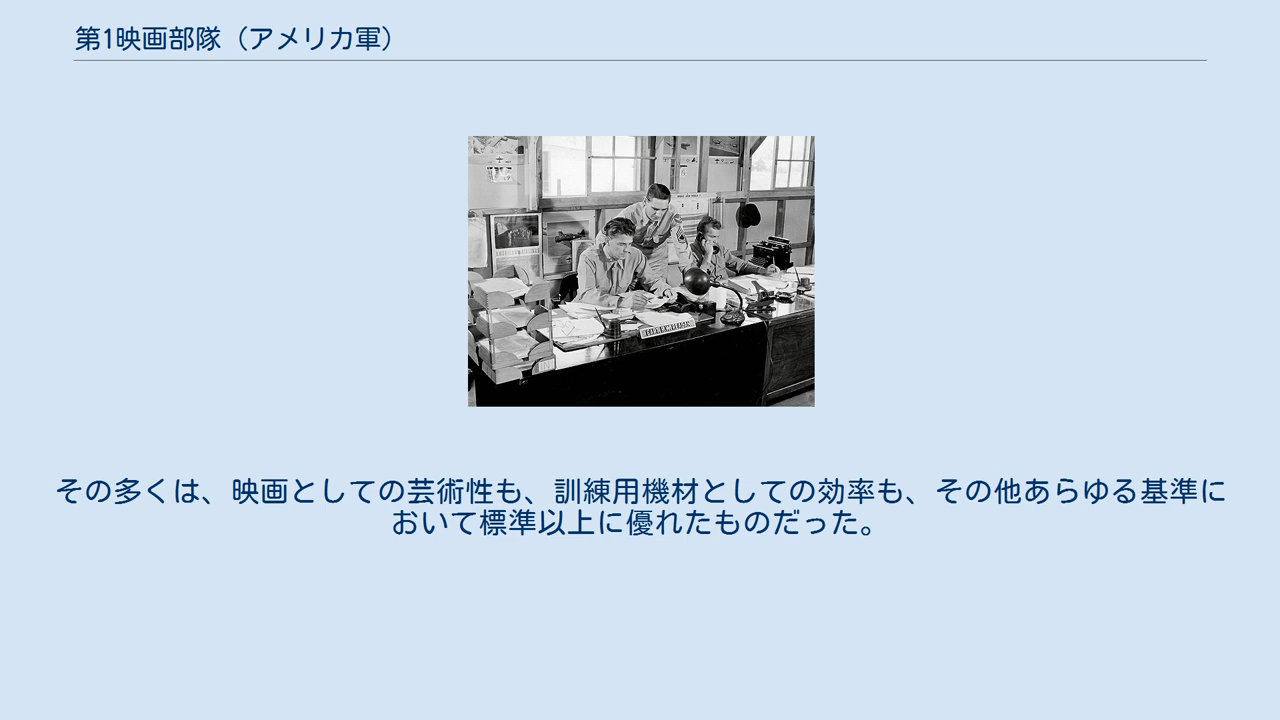 第1映画部隊（アメリカ軍）
その多くは、映画としての芸術性も、訓練用機材としての効率も、その他あらゆる基準に
おいて標準以上に優れたものだった。